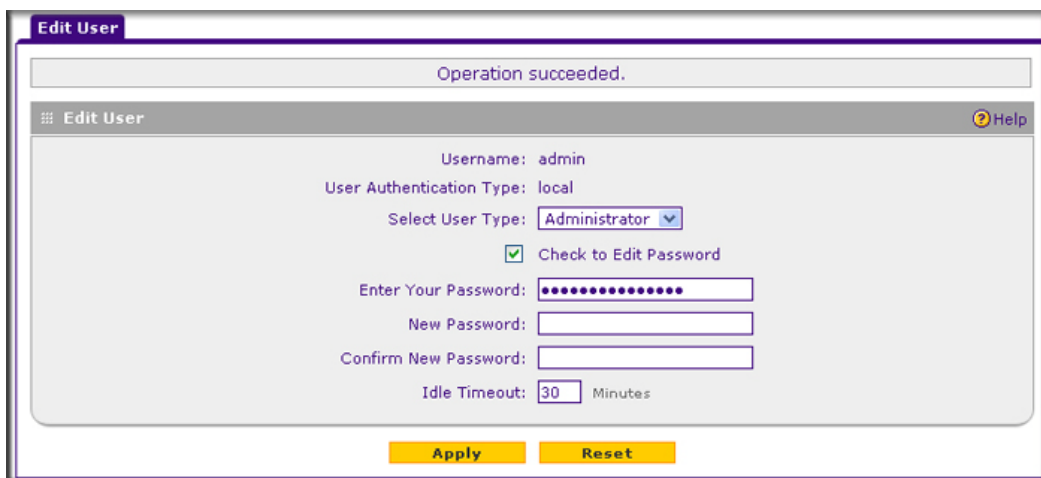 Edit User
Operation succeeded.
Edit User
Help
Username: admin
User Authentication Type: local
Select User Type: Administrator
Check to Edit Password
Enter Your Password: •••••••••••••••
New Password:
Confirm New Password:
Idle Timeout: 30 Minutes
Apply Reset